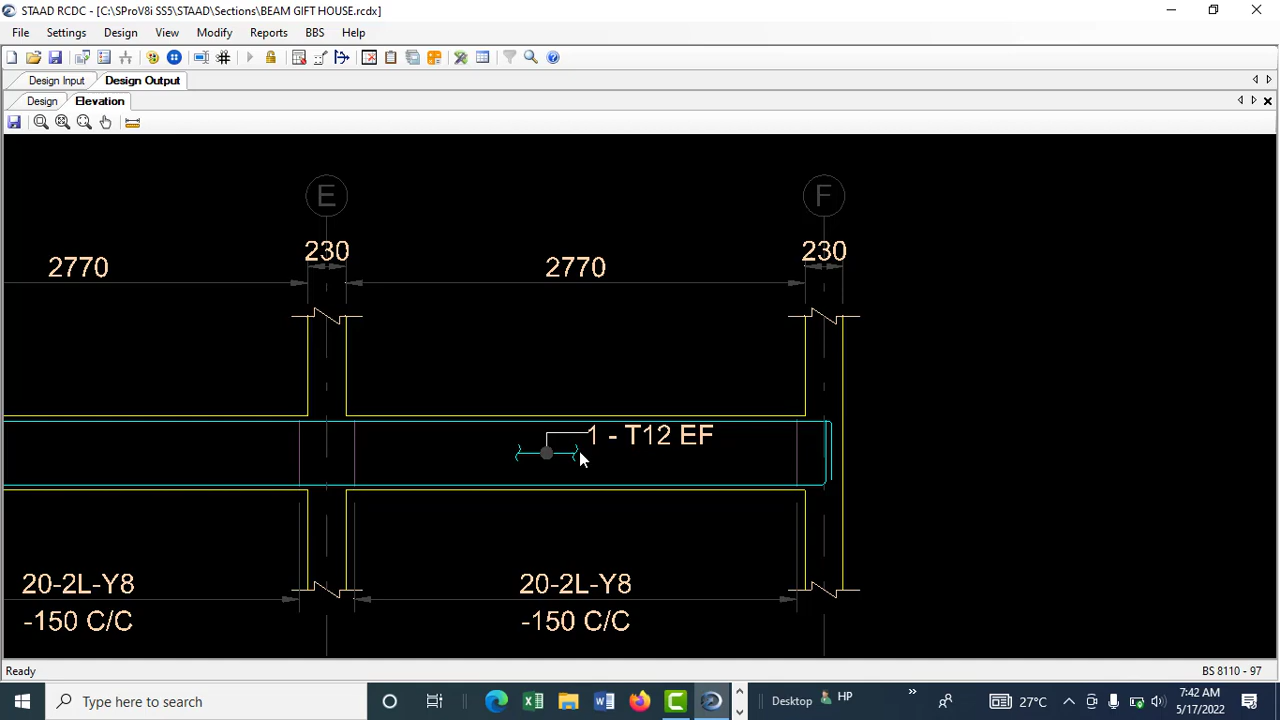 STAAD RCDC - [C:\SProV8i SS5\STAAD\Sections\BEAM GIFT HOUSE.rcdx]
File Settings Design View Modify Reports BBS Help
Design Input Design Output
Design Elevation
E F
230 230
2770 2770
1 - T12 EF
20-2L-Y8 20-2L-Y8
-150 C/C -150 C/C
Ready BS 8110 - 97
Type here to search Desktop HP 27°C 7:42 AM
5/17/2022